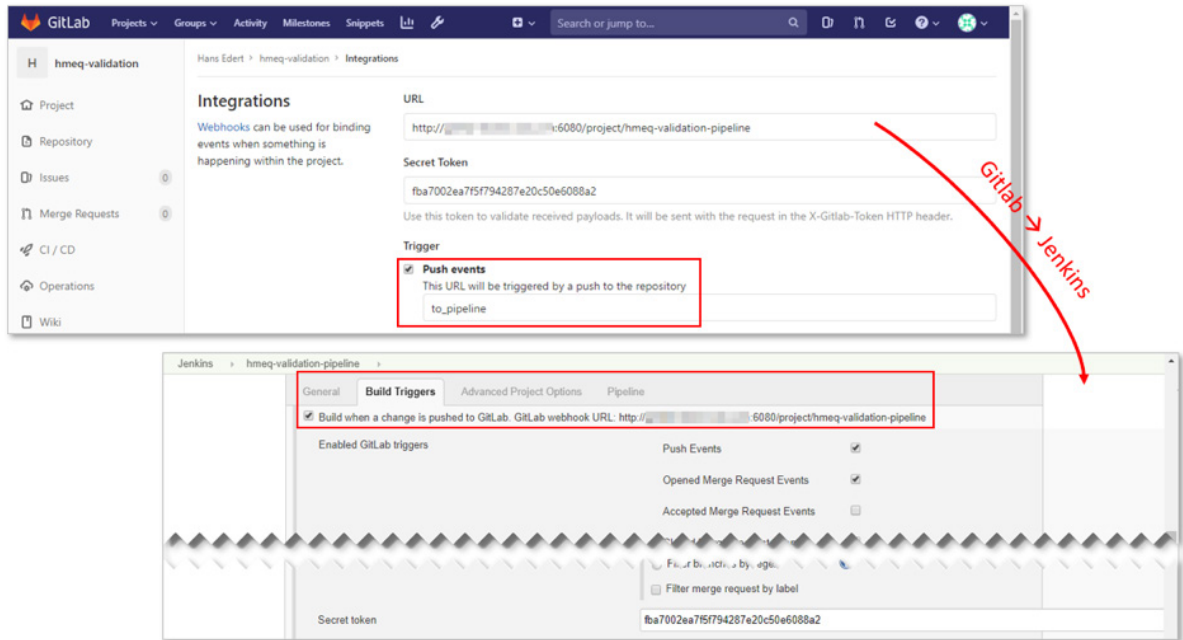 GitLab Projects Groups Activity Milestones Snippets Search or jump to...
H hmeq-validation
Hans Edert > hmeq-validation > Integrations
Project
Repository
Issues 0
Merge Requests 0
CI / CD
Operations
Wiki
Integrations
Webhooks can be used for binding
events when something is
happening within the project.
URL
http:// :6080/project/hmeq-validation-pipeline
Secret Token
fba7002ea7f5f794287e20c50e6088a2
Use this token to validate received payloads. It will be sent with the request in the X-Gitlab-Token HTTP header.
Trigger
Push events
This URL will be triggered by a push to the repository
to_pipeline
Gitlab → Jenkins
Jenkins > hmeq-validation-pipeline >
General Build Triggers Advanced Project Options Pipeline
Build when a change is pushed to GitLab. GitLab webhook URL: http:// :6080/project/hmeq-validation-pipeline
Enabled GitLab triggers
Push Events
Opened Merge Request Events
Accepted Merge Request Events
Filter merge request by label
Secret token fba7002ea7f5f794287e20c50e6088a2